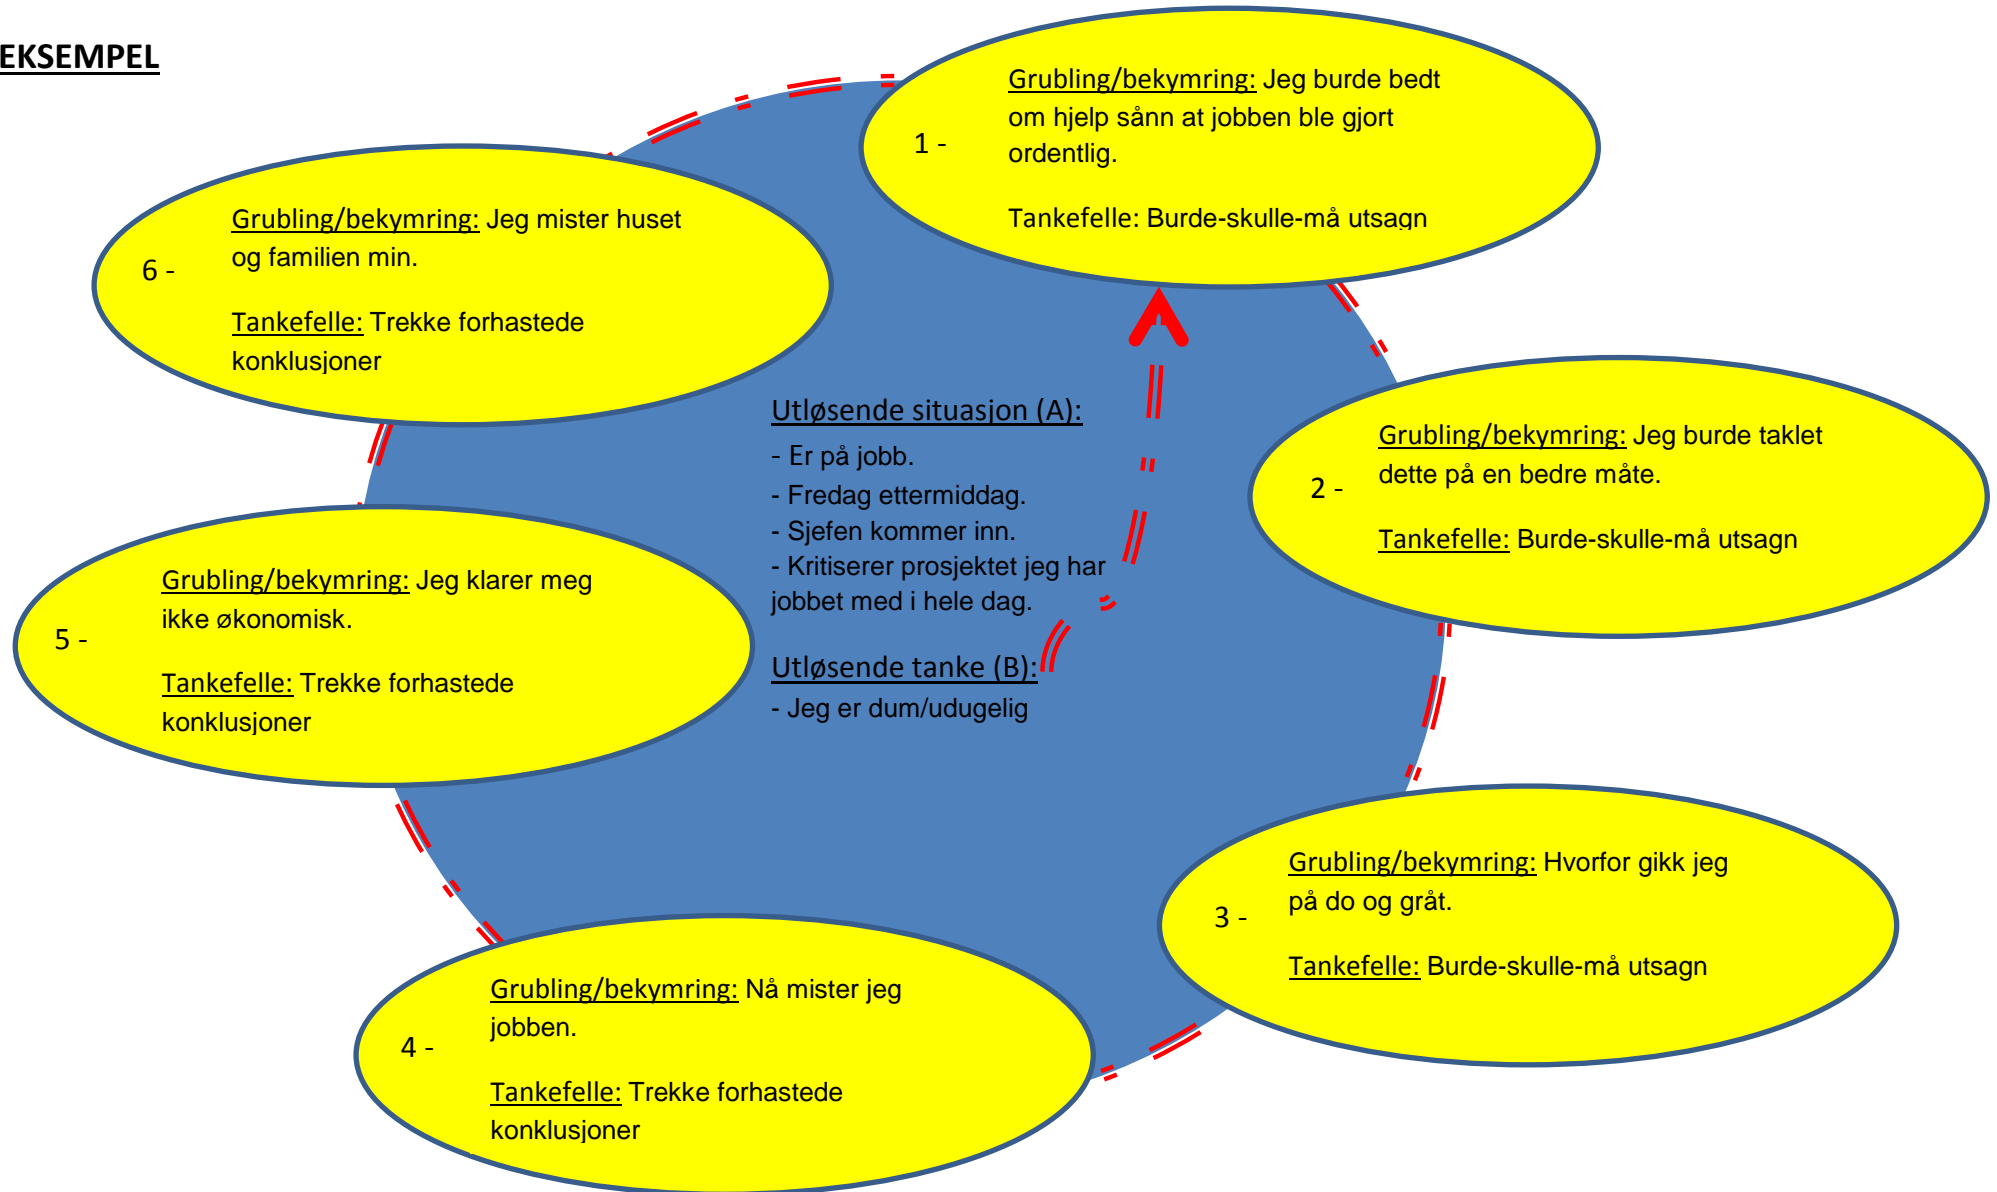 EKSEMPEL
1 -
Grubling/bekymring: Jeg burde bedt
om hjelp sånn at jobben ble gjort
ordentlig.
Tankefelle: Burde-skulle-må utsagn
2 -
Grubling/bekymring: Jeg burde taklet
dette på en bedre måte.
Tankefelle: Burde-skulle-må utsagn
3 -
Grubling/bekymring: Hvorfor gikk jeg
på do og gråt.
Tankefelle: Burde-skulle-må utsagn
4 -
Grubling/bekymring: Nå mister jeg
jobben.
Tankefelle: Trekke forhastede
konklusjoner
5 -
Grubling/bekymring: Jeg klarer meg
ikke økonomisk.
Tankefelle: Trekke forhastede
konklusjoner
6 -
Grubling/bekymring: Jeg mister huset
og familien min.
Tankefelle: Trekke forhastede
konklusjoner
Utløsende situasjon (A):
- Er på jobb.
- Fredag ettermiddag.
- Sjefen kommer inn.
- Kritiserer prosjektet jeg har
jobbet med i hele dag.
Utløsende tanke (B):
- Jeg er dum/udugelig